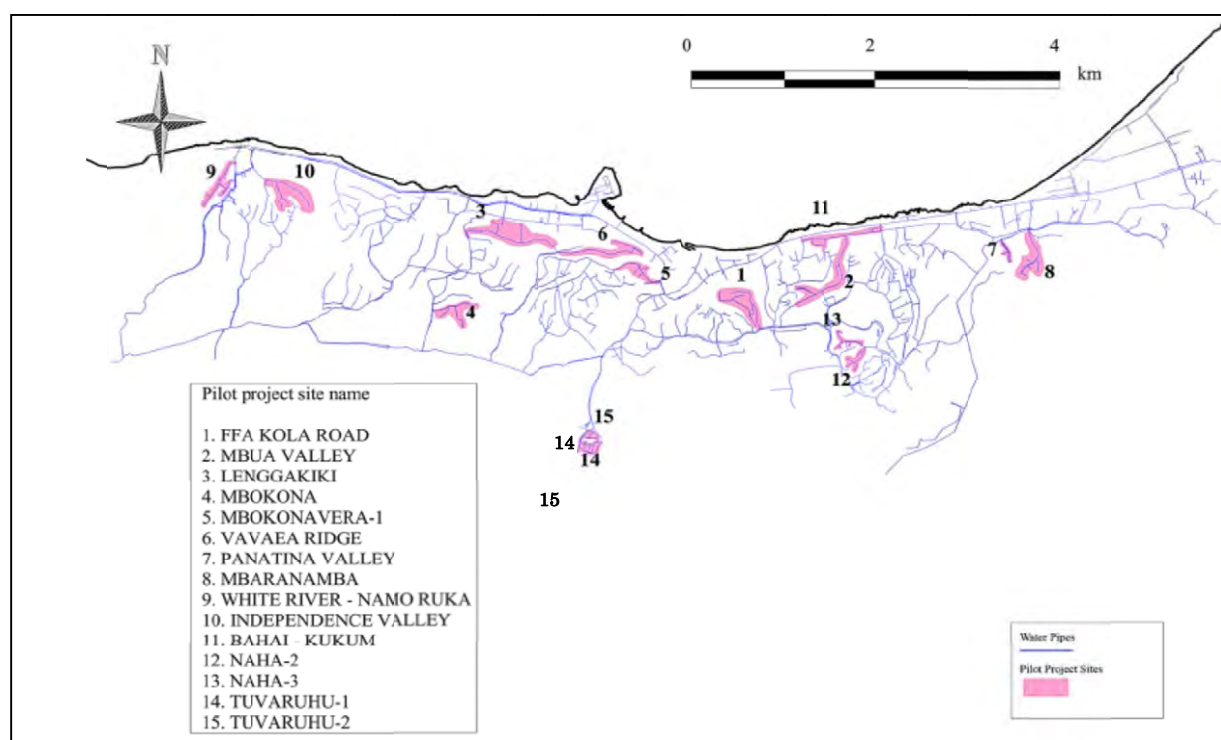 N
0 2 4
km
9
10
3
6
11
5
1
2
7
8
4
13
12
15
14
14
15
Pilot project site name
1. FFA KOLA ROAD
2. MBUA VALLEY
3. LENGGAKIKI
4. MBOKONA
5. MBOKONAVERA-1
6. VAVAEA RIDGE
7. PANATINA VALLEY
8. MBARANAMBA
9. WHITE RIVER - NAMO RUKA
10. INDEPENDENCE VALLEY
11. BAHAI - KUKUM
12. NAHA-2
13. NAHA-3
14. TUVARUHU-1
15. TUVARUHU-2
Water Pipes
Pilot Project Sites